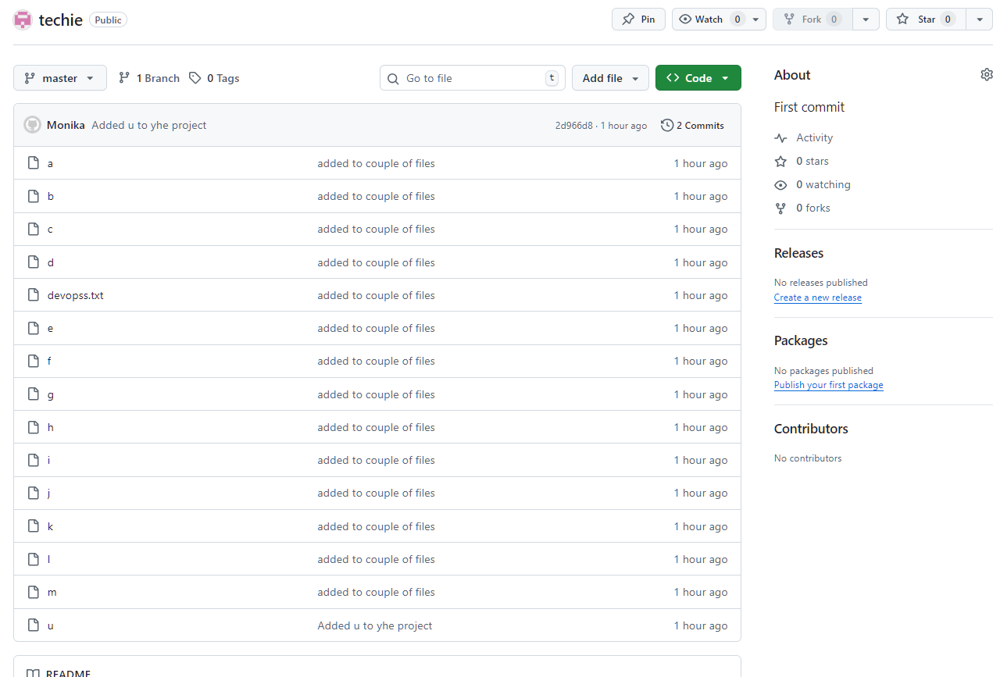 techie Public Pin Watch 0 Fork 0 Star 0
master 1 Branch 0 Tags Go to file t Add file Code
Monika Added u to yhe project 2d966d8 · 1 hour ago 2 Commits
a added to couple of files 1 hour ago
b added to couple of files 1 hour ago
c added to couple of files 1 hour ago
d added to couple of files 1 hour ago
devopss.txt added to couple of files 1 hour ago
e added to couple of files 1 hour ago
f added to couple of files 1 hour ago
g added to couple of files 1 hour ago
h added to couple of files 1 hour ago
i added to couple of files 1 hour ago
j added to couple of files 1 hour ago
k added to couple of files 1 hour ago
l added to couple of files 1 hour ago
m added to couple of files 1 hour ago
u Added u to yhe project 1 hour ago
README
About
First commit
Activity
0 stars
0 watching
0 forks
Releases
No releases published
Create a new release
Packages
No packages published
Publish your first package
Contributors
No contributors